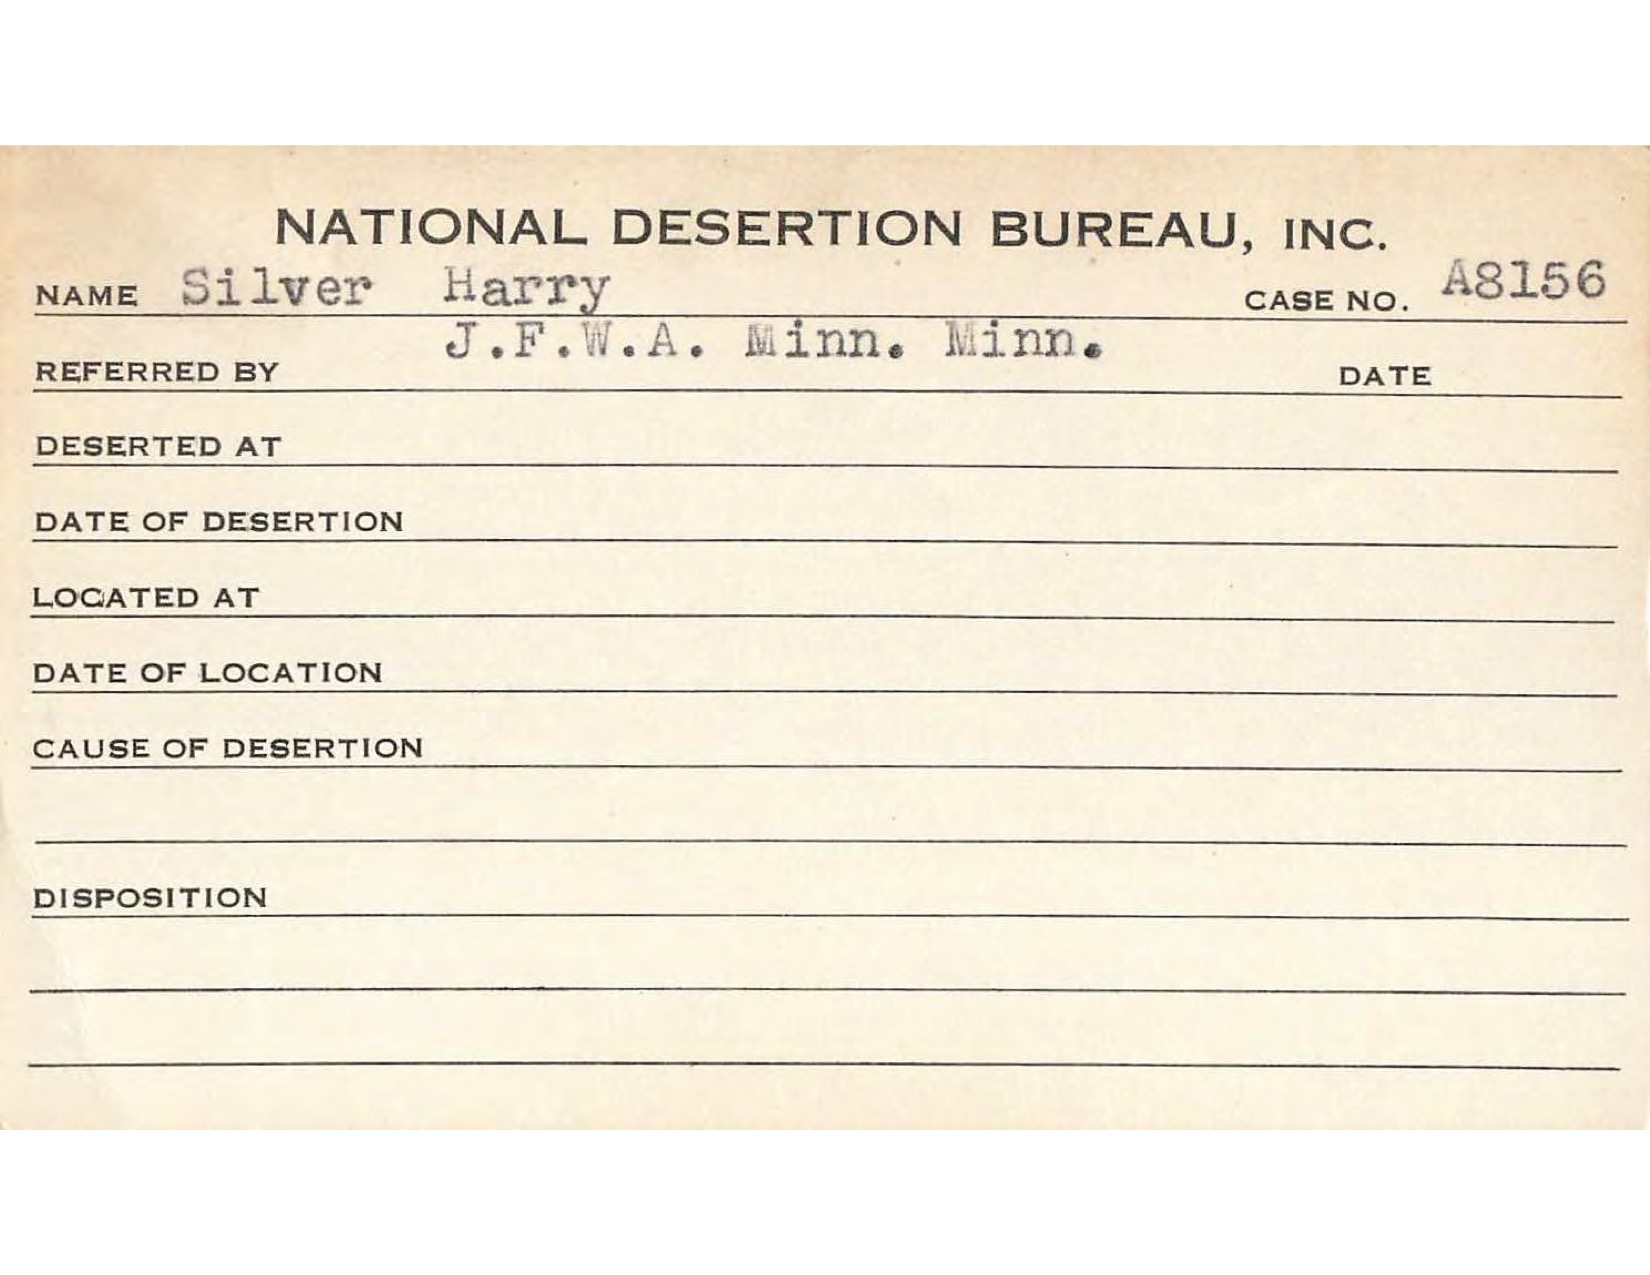 NATIONAL DESERTION BUREAU, INC.
NAME Silver Harry CASE NO. A8156
REFERRED BY J.F.W.A. Minn. Minn. DATE
DESERTED AT
DATE OF DESERTION
LOCATED AT
DATE OF LOCATION
CAUSE OF DESERTION
DISPOSITION